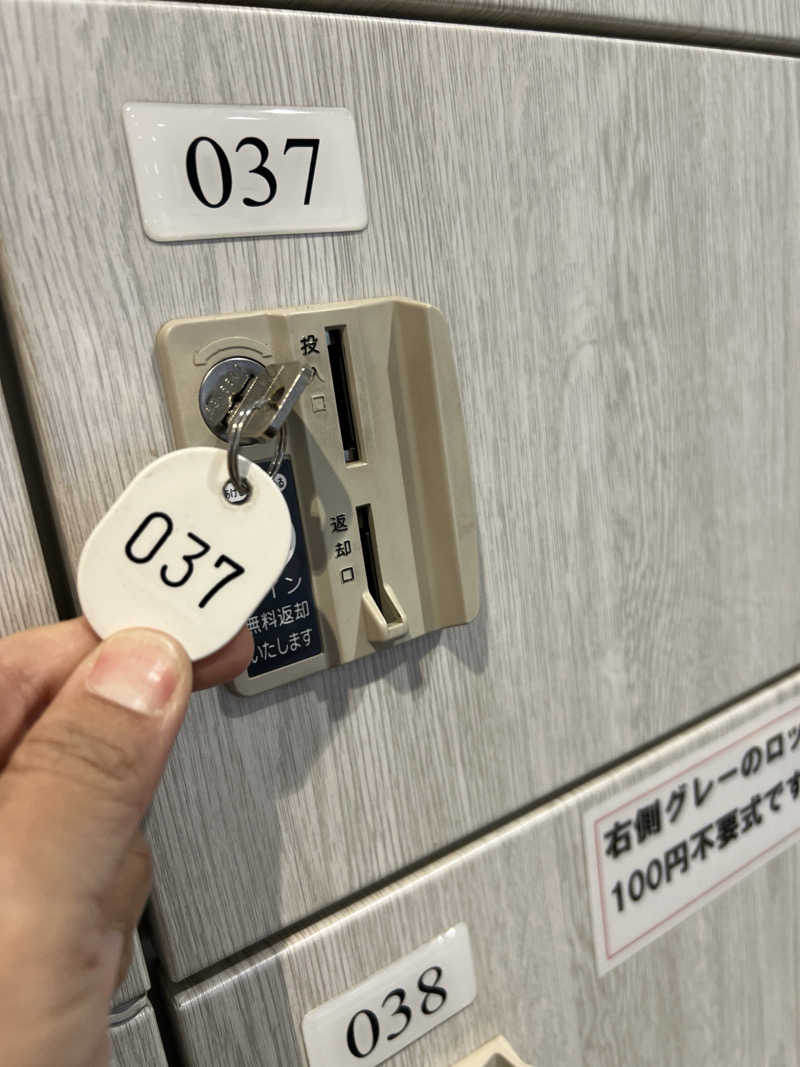 037
投入口
返却口
037
イン
無料返却
いたします
右側グレーのロッ
100円不要式です
038